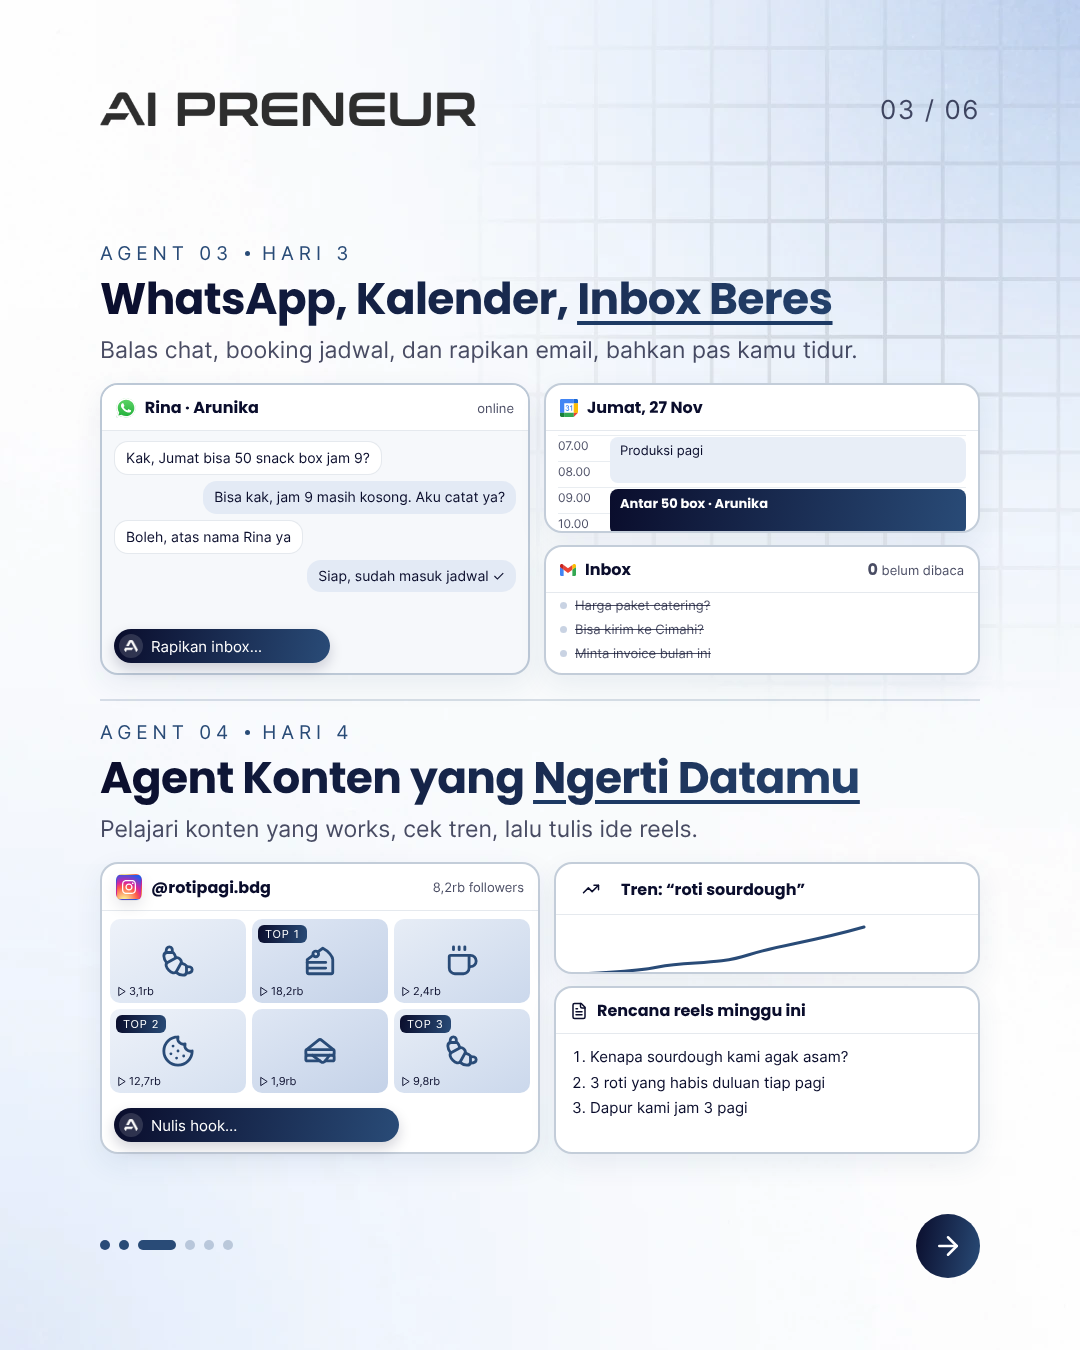 AI PRENEUR
03 / 06
AGENT 03 • HARI 3
WhatsApp, Kalender, Inbox Beres
Balas chat, booking jadwal, dan rapikan email, bahkan pas kamu tidur.
Rina · Arunika
online
Kak, Jumat bisa 50 snack box jam 9?
Bisa kak, jam 9 masih kosong. Aku catat ya?
Boleh, atas nama Rina ya
Siap, sudah masuk jadwal ✓
Rapikan inbox...
31
Jumat, 27 Nov
07.00
Produksi pagi
08.00
09.00
Antar 50 box · Arunika
10.00
Inbox
0 belum dibaca
Harga paket catering?
Bisa kirim ke Cimahi?
Minta invoice bulan ini
AGENT 04 • HARI 4
Agent Konten yang Ngerti Datamu
Pelajari konten yang works, cek tren, lalu tulis ide reels.
@rotipagi.bdg
8,2rb followers
3,1rb
TOP 1
18,2rb
2,4rb
TOP 2
12,7rb
1,9rb
TOP 3
9,8rb
Nulis hook...
Tren: “roti sourdough”
Rencana reels minggu ini
1. Kenapa sourdough kami agak asam?
2. 3 roti yang habis duluan tiap pagi
3. Dapur kami jam 3 pagi